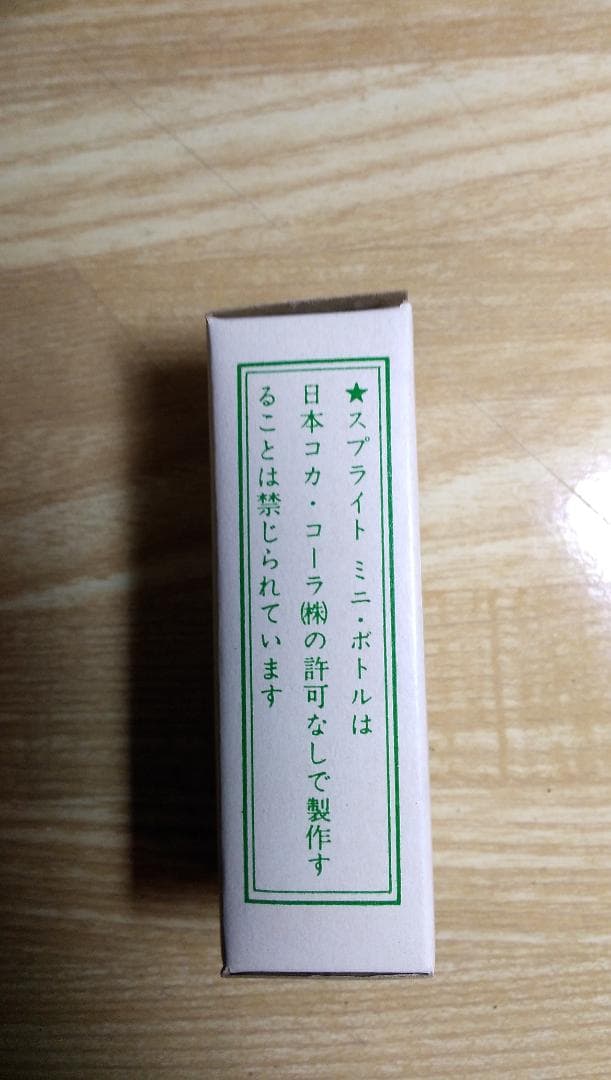 ★スプライト ミニ・ボトルは
日本コカ・コーラ㈱の許可なしで製作す
ることは禁じられています